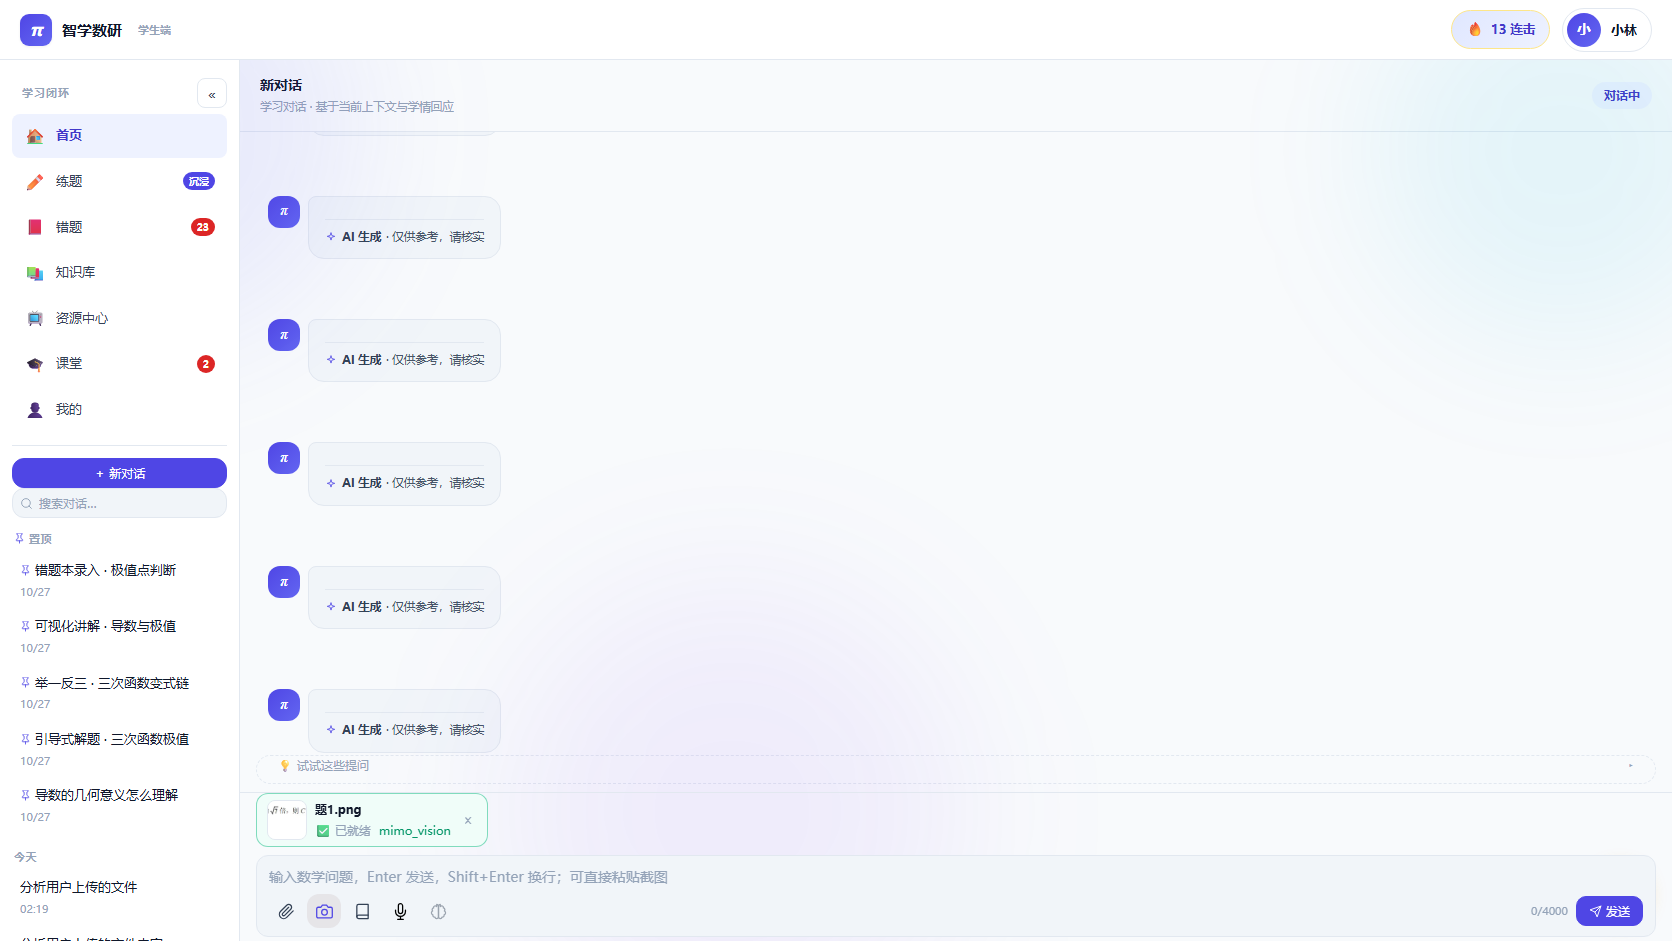 π 智学数研 学生端
13 连击
小 小林
学习闭环 «
首页
练题 沉浸
错题 23
知识库
资源中心
课堂 2
我的
+ 新对话
搜索对话...
置顶
错题本录入 · 极值点判断
10/27
可视化讲解 · 导数与极值
10/27
举一反三 · 三次函数变式链
10/27
引导式解题 · 三次函数极值
10/27
导数的几何意义怎么理解
10/27
今天
分析用户上传的文件
02:19
新对话
学习对话 · 基于当前上下文与学情回应
对话中
π
AI 生成 · 仅供参考，请核实
π
AI 生成 · 仅供参考，请核实
π
AI 生成 · 仅供参考，请核实
π
AI 生成 · 仅供参考，请核实
π
AI 生成 · 仅供参考，请核实
试试这些提问
题1.png
已就绪 mimo_vision
×
输入数学问题，Enter 发送，Shift+Enter 换行；可直接粘贴截图
0/4000
发送